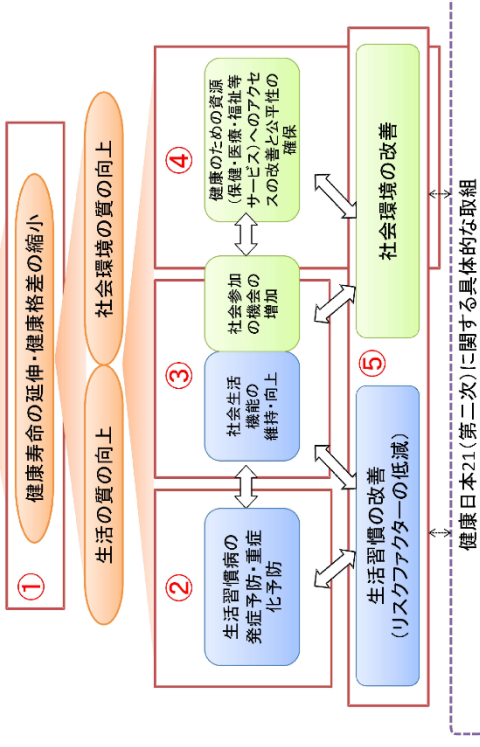 ①
健康寿命の延伸・健康格差の縮小
生活の質の向上
社会環境の質の向上
②
生活習慣病の
発症予防・重症
化予防
③
社会生活
機能の
維持・向上
社会参加
の機会の
増加
④
健康のための資源
(保健・医療・福祉等
サービス)へのアクセ
スの改善と公平性の
確保
⑤
生活習慣の改善
(リスクファクターの低減)
社会環境の改善
健康日本21(第二次)に関する具体的な取組